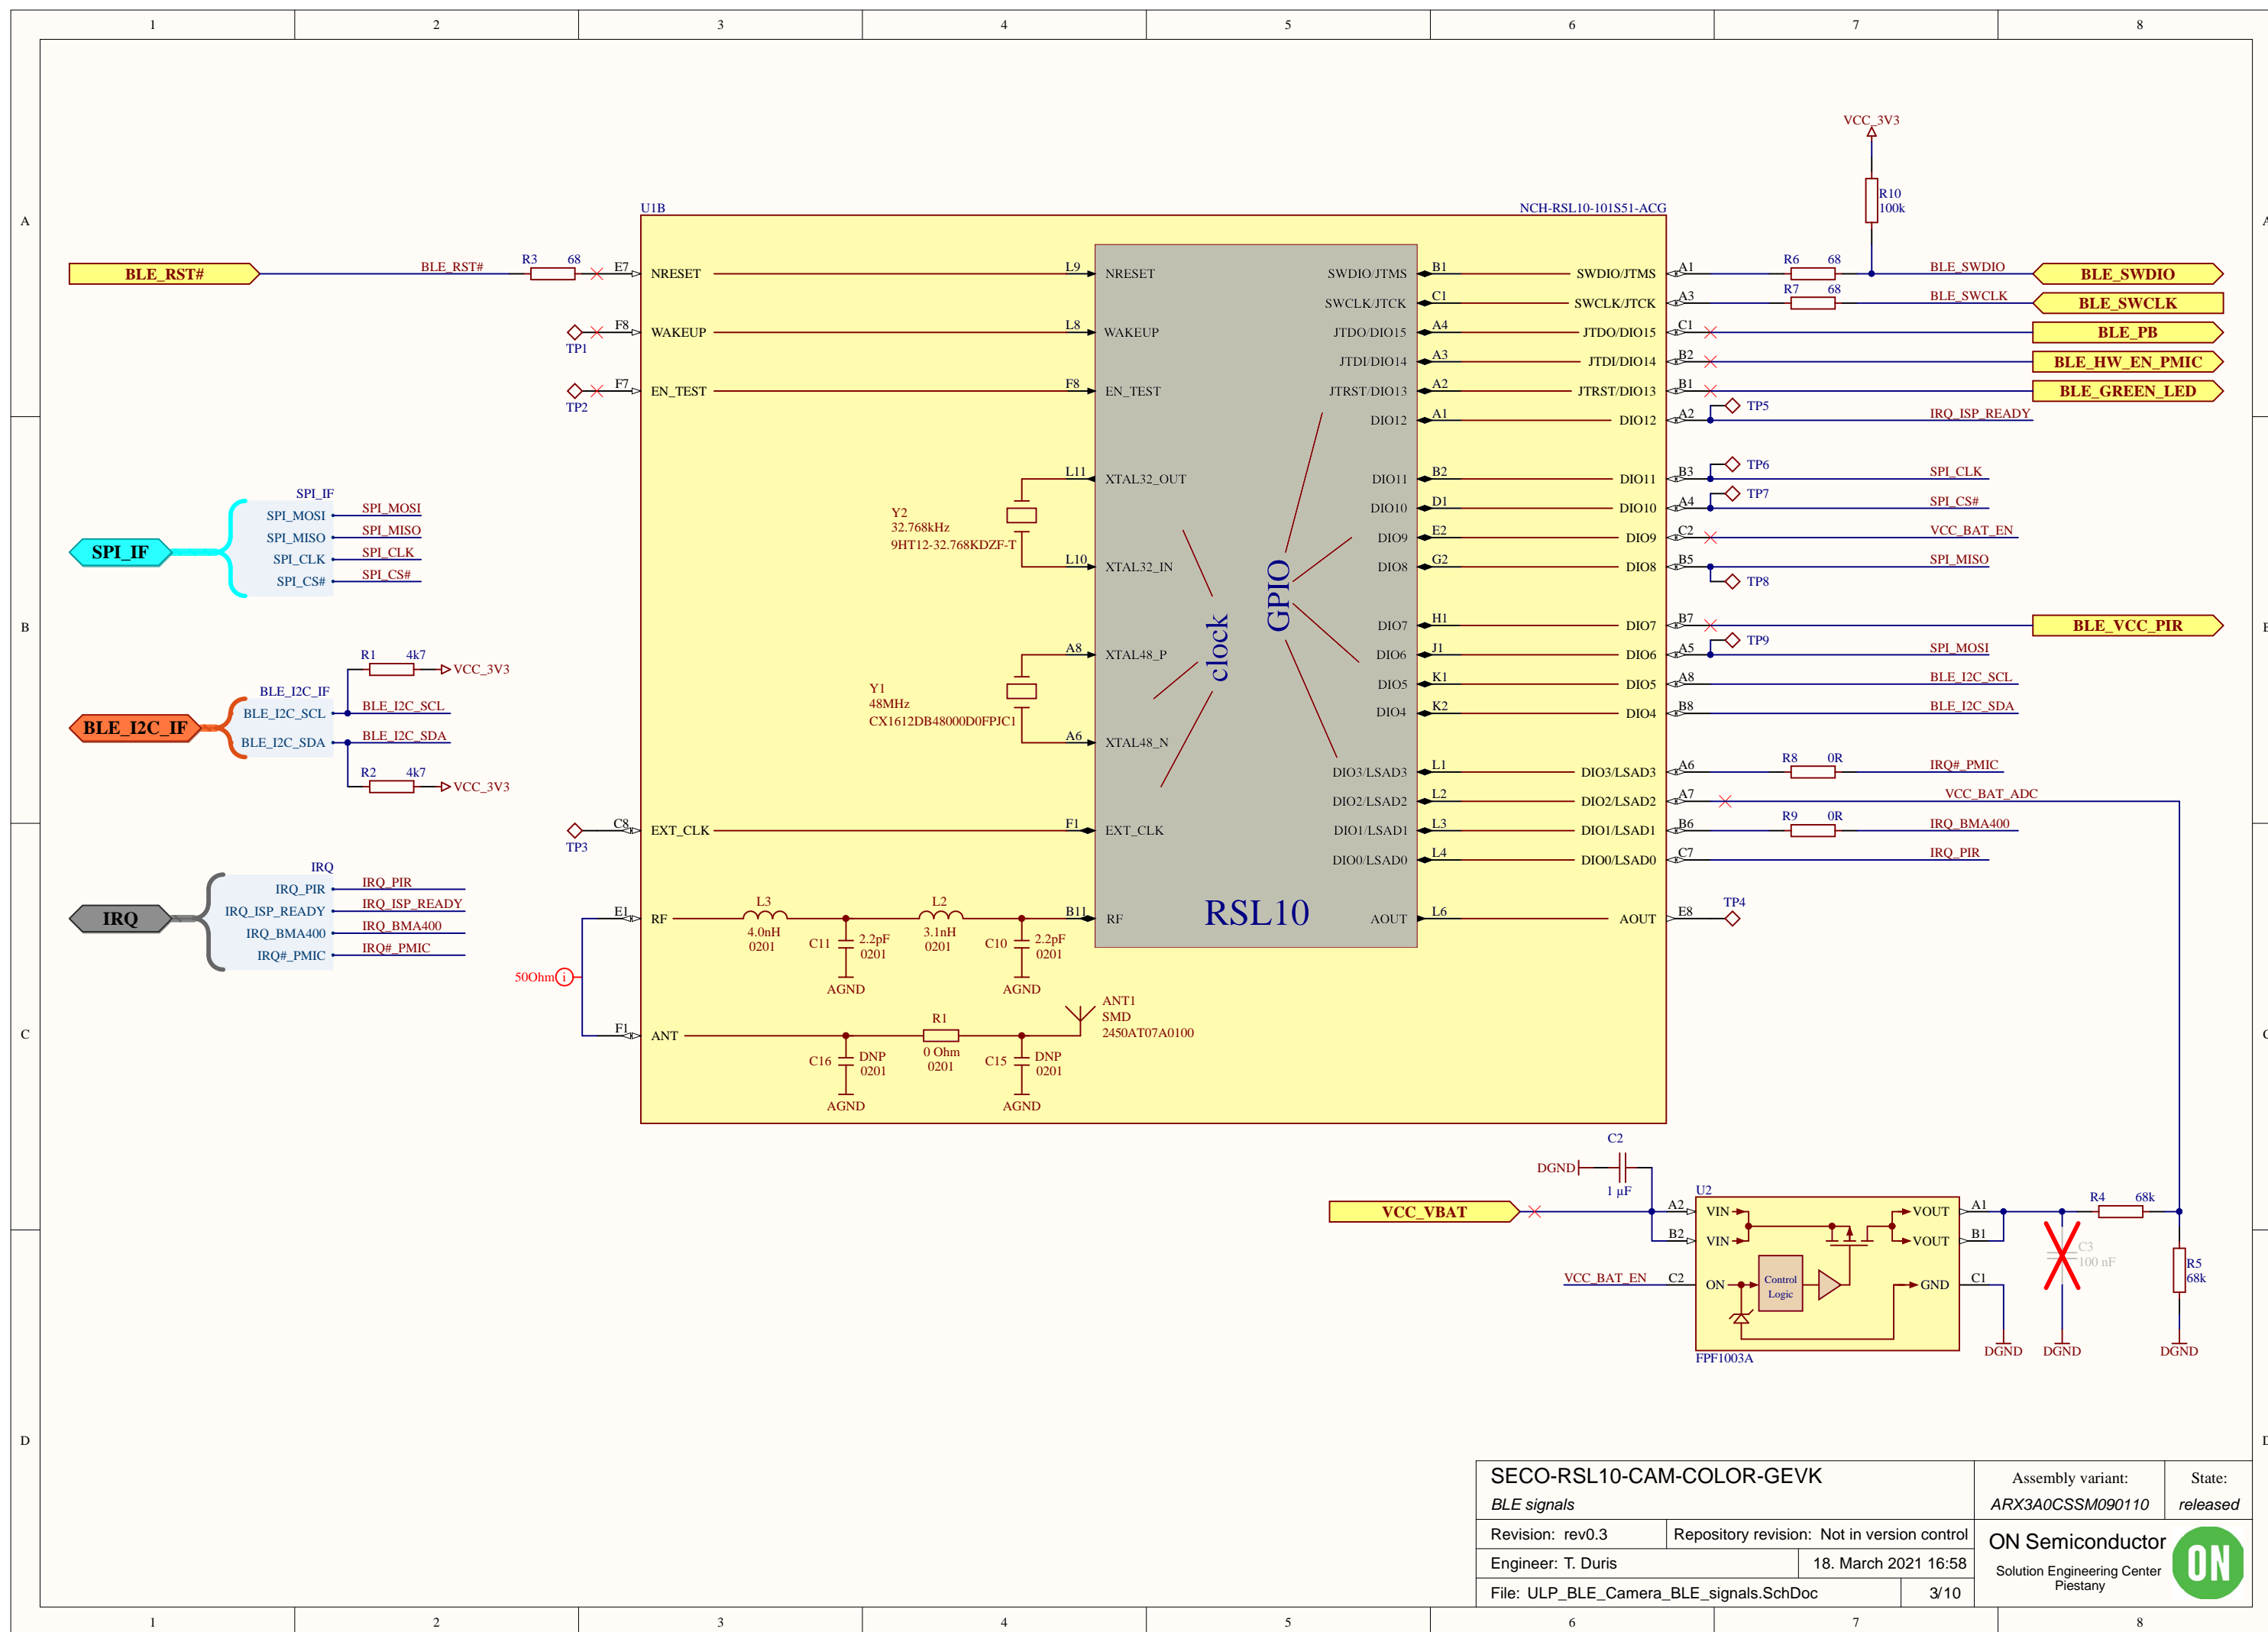 1 2 3 4 5 6 7 8
A
B
C
D
VCC_3V3
R10
100k
U1B
NCH-RSL10-101S51-ACG
BLE_RST#
BLE_RST#
R3 68
E7
NRESET
L9
NRESET
TP1
F8
WAKEUP
L8
WAKEUP
TP2
F7
EN_TEST
F8
EN_TEST
L11
XTAL32_OUT
Y2
32.768kHz
9HT12-32.768KDZF-T
L10
XTAL32_IN
A8
XTAL48_P
Y1
48MHz
CX1612DB48000D0FPJC1
A6
XTAL48_N
TP3
C8
EXT_CLK
F1
EXT_CLK
E1
RF
L3
4.0nH
0201
C11
2.2pF
0201
AGND
L2
3.1nH
0201
C10
2.2pF
0201
AGND
B11
RF
50Ohm
i
F1
ANT
C16
DNP
0201
AGND
R1
0 Ohm
0201
C15
DNP
0201
AGND
ANT1
SMD
2450AT07A0100
clock
GPIO
RSL10
SWDIO/JTMS B1 SWDIO/JTMS A1 R6 68 BLE_SWDIO BLE_SWDIO
SWCLK/JTCK C1 SWCLK/JTCK A3 R7 68 BLE_SWCLK BLE_SWCLK
JTDO/DIO15 A4 JTDO/DIO15 C1 BLE_PB
JTDI/DIO14 A3 JTDI/DIO14 B2 BLE_HW_EN_PMIC
JTRST/DIO13 A2 JTRST/DIO13 B1 BLE_GREEN_LED
TP5
DIO12 A1 DIO12 A2 IRQ_ISP_READY
TP6
DIO11 B2 DIO11 B3 SPI_CLK
TP7
DIO10 D1 DIO10 A4 SPI_CS#
DIO9 E2 DIO9 C2 VCC_BAT_EN
DIO8 G2 DIO8 B5 SPI_MISO
TP8
DIO7 H1 DIO7 B7 BLE_VCC_PIR
TP9
DIO6 J1 DIO6 A5 SPI_MOSI
DIO5 K1 DIO5 A8 BLE_I2C_SCL
DIO4 K2 DIO4 B8 BLE_I2C_SDA
DIO3/LSAD3 L1 DIO3/LSAD3 A6 R8 0R IRQ#_PMIC
DIO2/LSAD2 L2 DIO2/LSAD2 A7 VCC_BAT_ADC
DIO1/LSAD1 L3 DIO1/LSAD1 B6 R9 0R IRQ_BMA400
DIO0/LSAD0 L4 DIO0/LSAD0 C7 IRQ_PIR
AOUT L6 AOUT E8 TP4
SPI_IF
SPI_IF
SPI_MOSI SPI_MOSI
SPI_MISO SPI_MISO
SPI_CLK SPI_CLK
SPI_CS# SPI_CS#
R1 4k7
VCC_3V3
BLE_I2C_IF
BLE_I2C_IF
BLE_I2C_SCL BLE_I2C_SCL
BLE_I2C_SDA BLE_I2C_SDA
R2 4k7
VCC_3V3
IRQ
IRQ
IRQ_PIR IRQ_PIR
IRQ_ISP_READY IRQ_ISP_READY
IRQ_BMA400 IRQ_BMA400
IRQ#_PMIC IRQ#_PMIC
C2
DGND
1 µF
VCC_VBAT
U2
A2 VIN VOUT A1
B2 VIN VOUT B1
VCC_BAT_EN C2 ON GND C1
Control
Logic
FPF1003A
R4 68k
C3
100 nF
R5
68k
DGND
DGND
DGND
SECO-RSL10-CAM-COLOR-GEVK
BLE signals
Assembly variant:
ARX3A0CSSM090110
State:
released
Revision: rev0.3
Repository revision: Not in version control
Engineer: T. Duris
18. March 2021 16:58
File: ULP_BLE_Camera_BLE_signals.SchDoc
3/10
ON Semiconductor
Solution Engineering Center
Piestany
ON
A
B
C
D
1 2 3 4 5 6 7 8